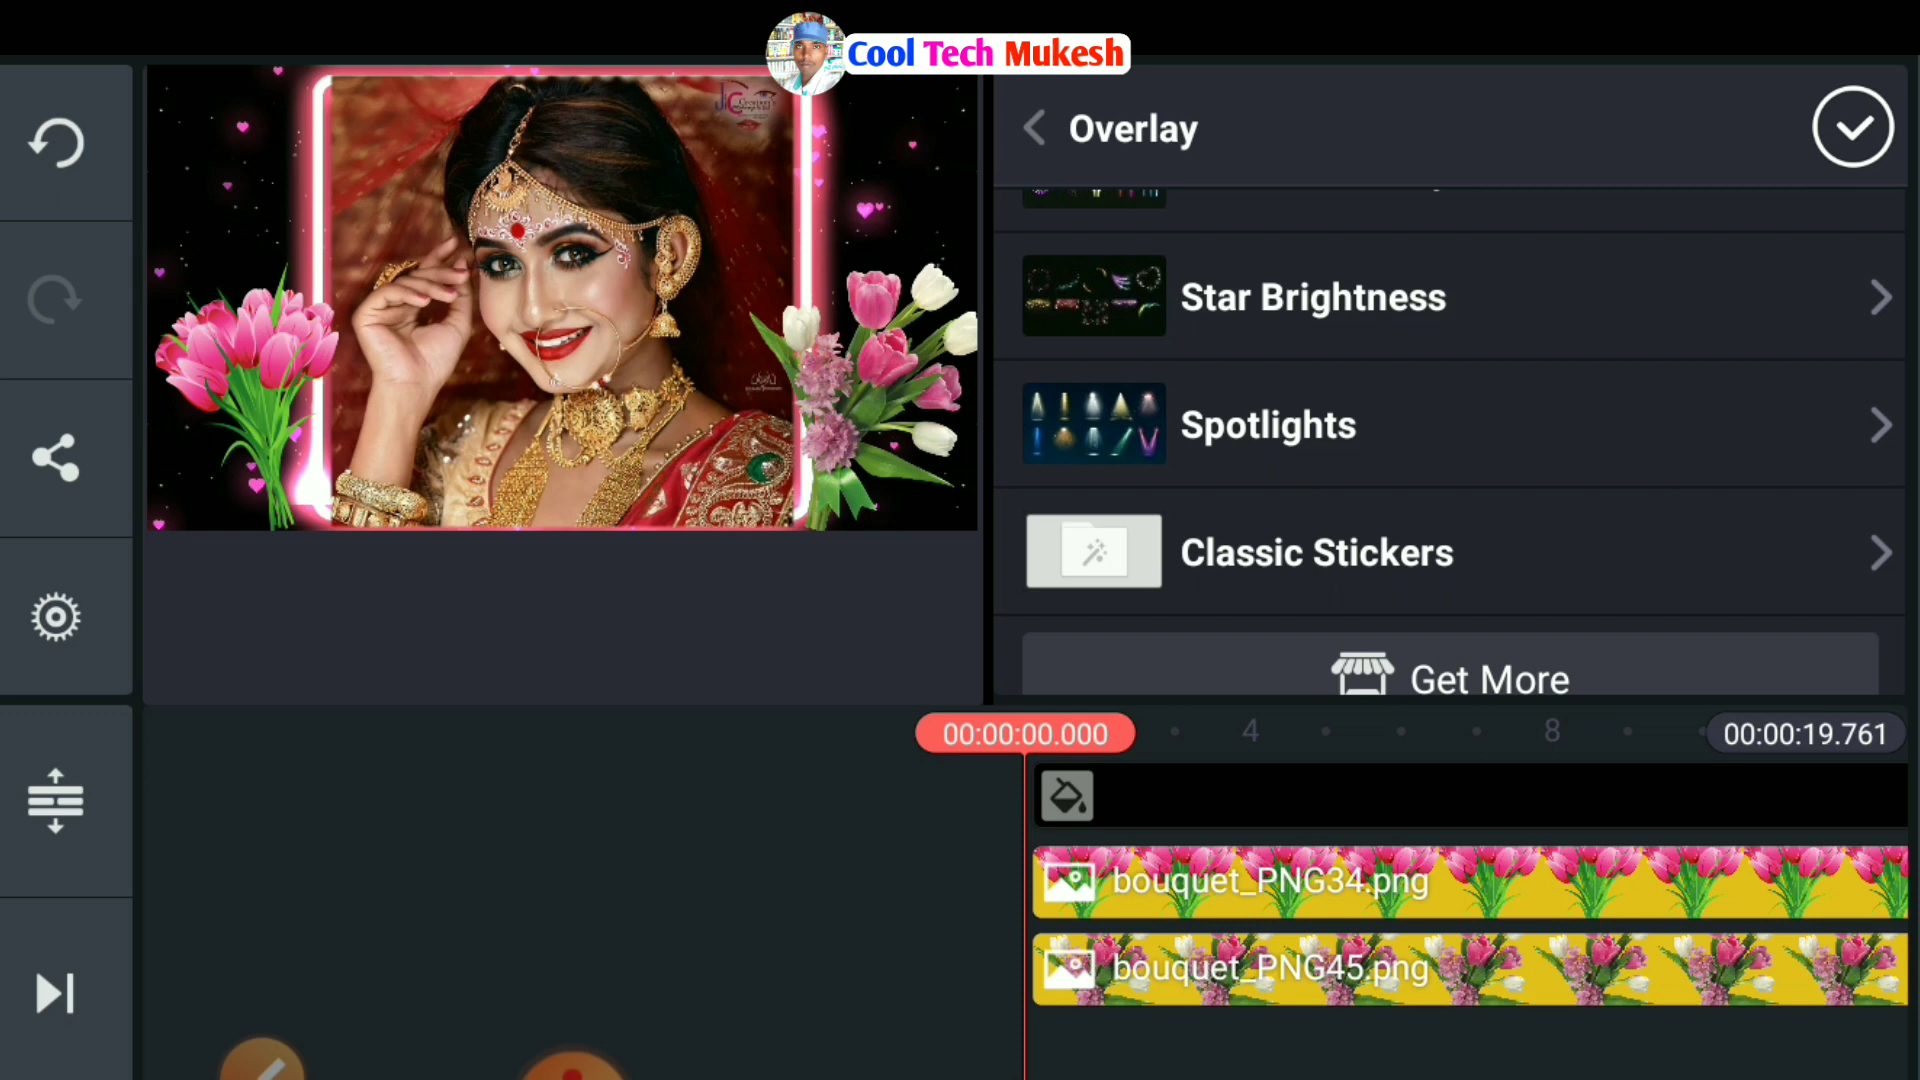 Cool Tech Mukesh
Overlay
Star Brightness
Spotlights
Classic Stickers
Get More
00:00:00.000
4
8
00:00:19.761
bouquet_PNG34.png
bouquet_PNG45.png